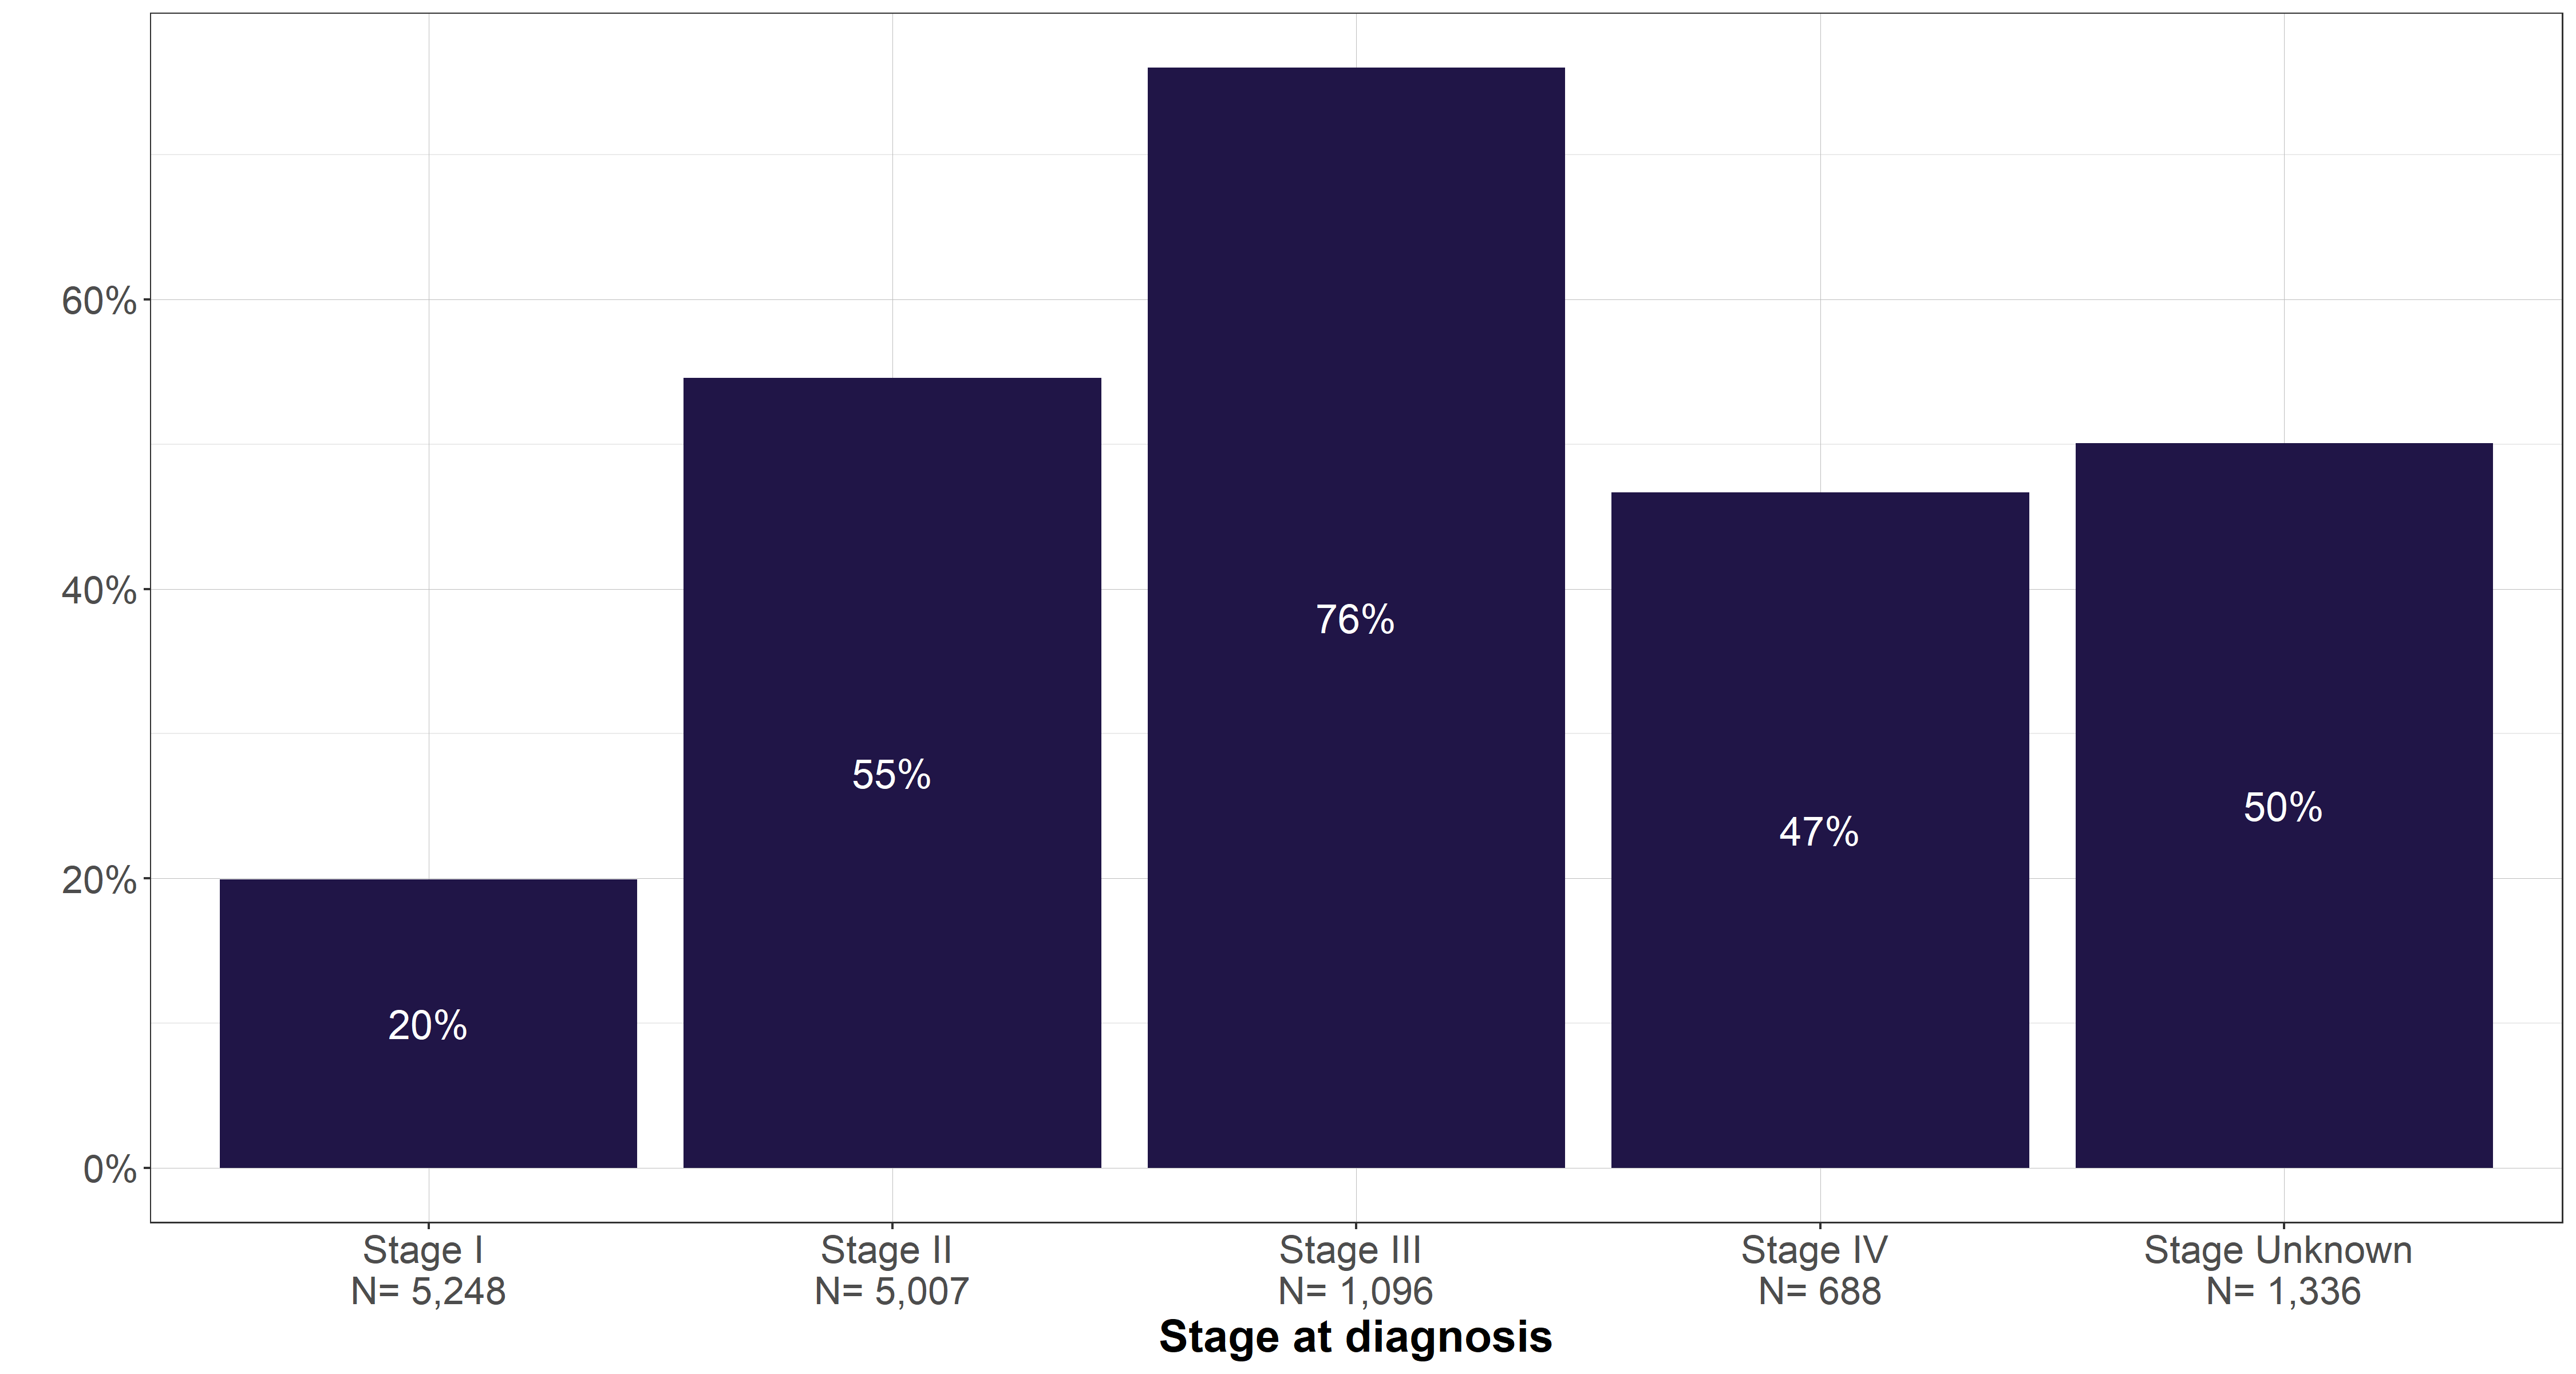 60%
40%
20%
0%
20%
55%
76%
47%
50%
Stage I
N= 5,248
Stage II
N= 5,007
Stage III
N= 1,096
Stage IV
N= 688
Stage Unknown
N= 1,336
Stage at diagnosis